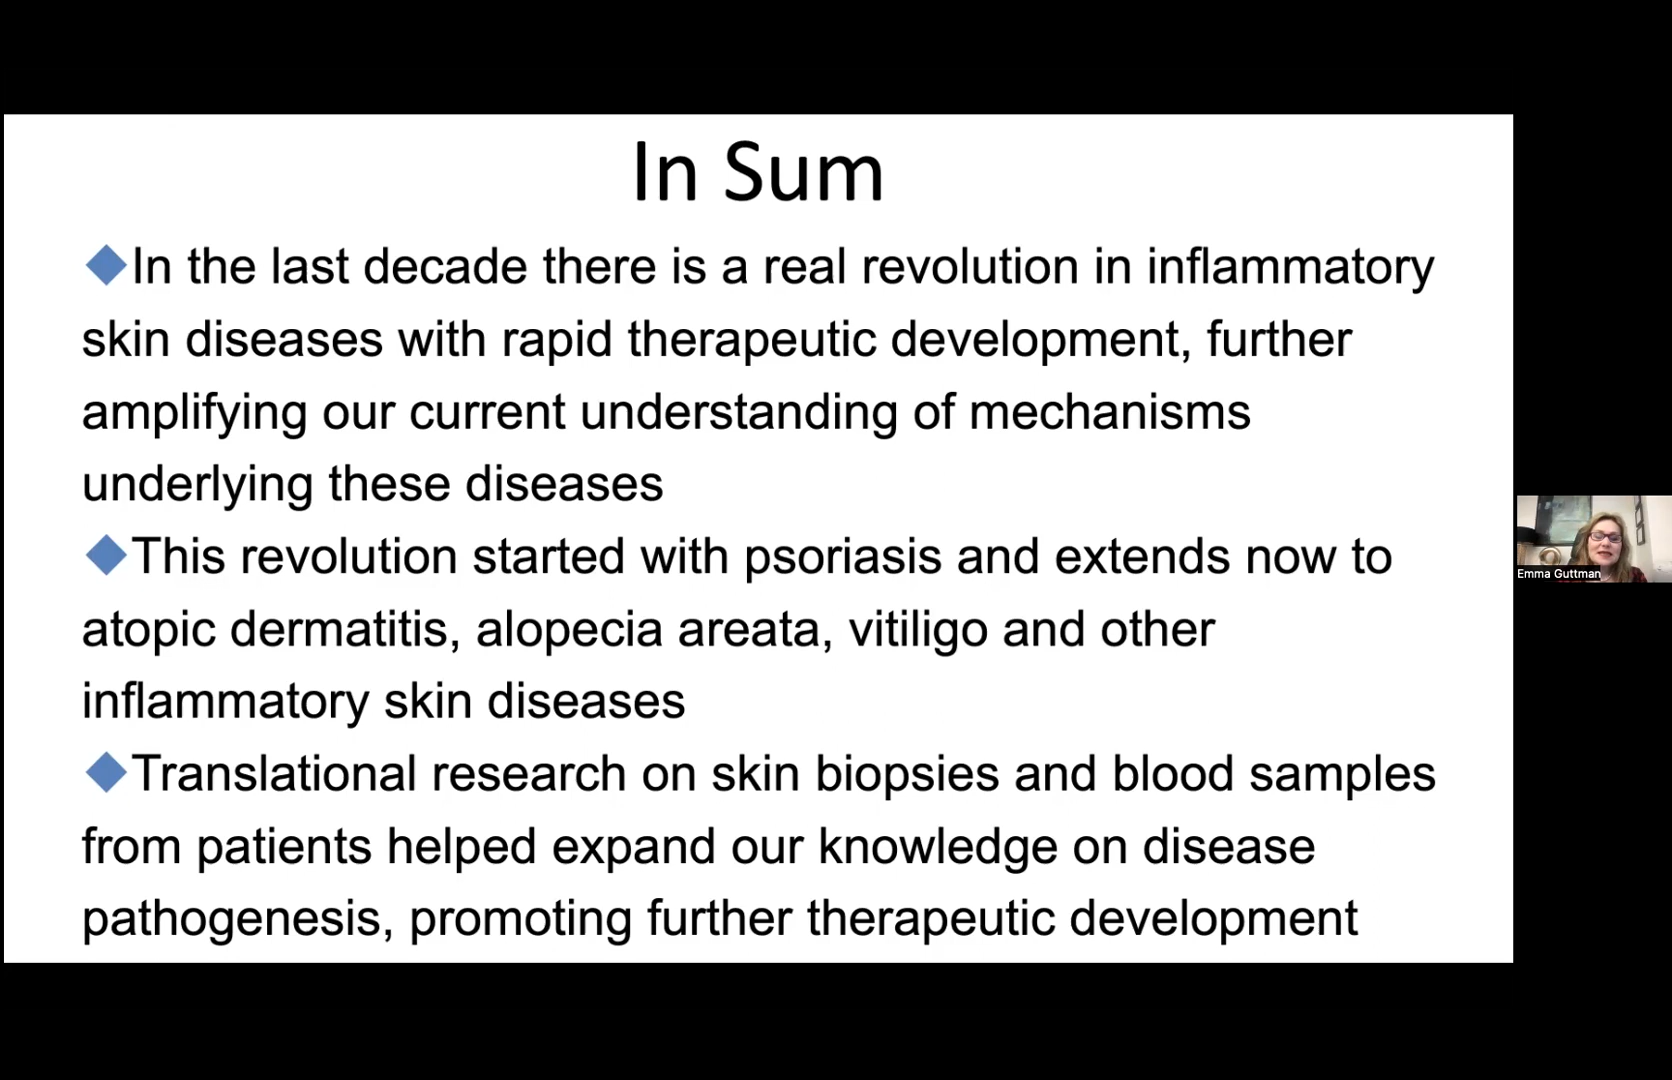 In Sum
◆In the last decade there is a real revolution in inflammatory
skin diseases with rapid therapeutic development, further
amplifying our current understanding of mechanisms
underlying these diseases
◆This revolution started with psoriasis and extends now to
atopic dermatitis, alopecia areata, vitiligo and other
inflammatory skin diseases
◆Translational research on skin biopsies and blood samples
from patients helped expand our knowledge on disease
pathogenesis, promoting further therapeutic development
Emma Guttman